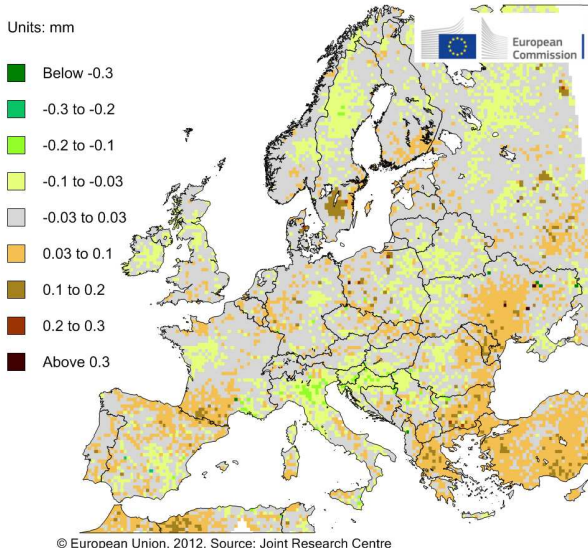 Units: mm
European
Commission
Below -0.3
-0.3 to -0.2
-0.2 to -0.1
-0.1 to -0.03
-0.03 to 0.03
0.03 to 0.1
0.1 to 0.2
0.2 to 0.3
Above 0.3
© European Union, 2012. Source: Joint Research Centre